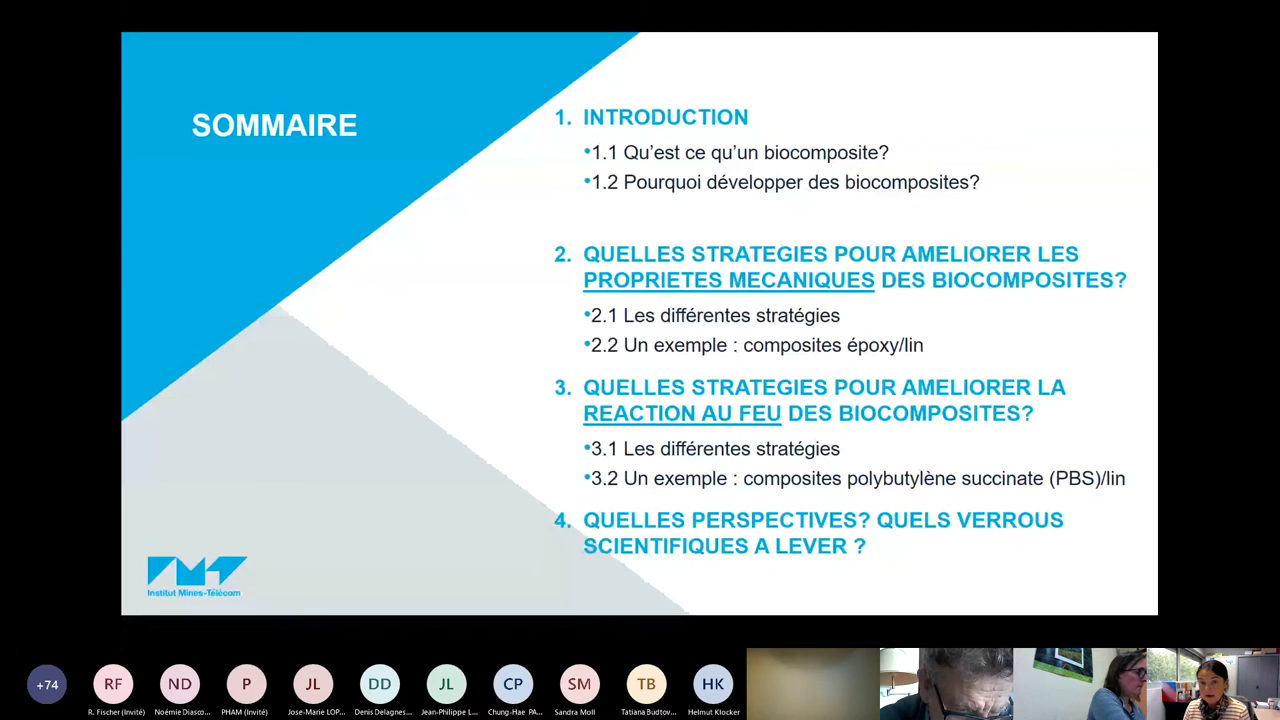 SOMMAIRE
1. INTRODUCTION
•1.1 Qu'est ce qu'un biocomposite?
•1.2 Pourquoi développer des biocomposites?
2. QUELLES STRATEGIES POUR AMELIORER LES
PROPRIETES MECANIQUES DES BIOCOMPOSITES?
•2.1 Les différentes stratégies
•2.2 Un exemple : composites époxy/lin
3. QUELLES STRATEGIES POUR AMELIORER LA
REACTION AU FEU DES BIOCOMPOSITES?
•3.1 Les différentes stratégies
•3.2 Un exemple : composites polybutylène succinate (PBS)/lin
4. QUELLES PERSPECTIVES? QUELS VERROUS
SCIENTIFIQUES A LEVER ?
IMT
Institut Mines-Télécom
+74
RF
ND
P
JL
DD
JL
CP
SM
TB
HK
R. Fischer (Invité)
Noémie Diasco...
PHAM (Invité)
Jose-Marie LOP...
Denis Delagnes...
Jean-Philippe L...
Chung-Hae PA...
Sandra Moll
Tatiana Budtov...
Helmut Klocker